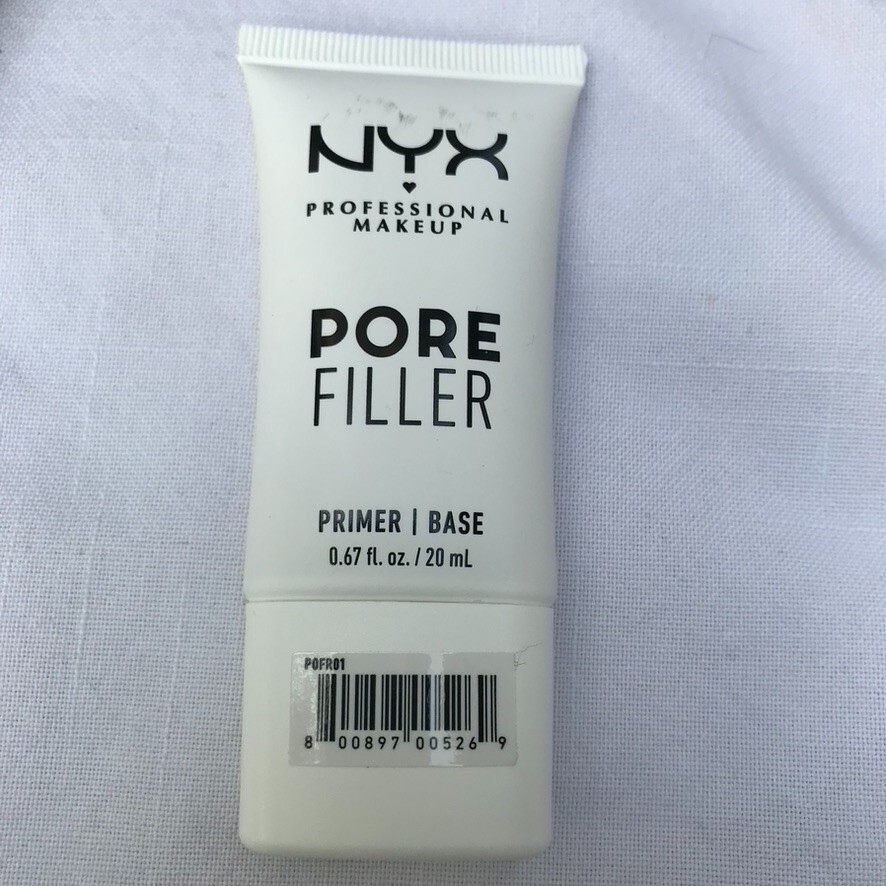 NYX
PROFESSIONAL
MAKEUP
PORE
FILLER
PRIMER | BASE
0.67 fl. oz. / 20 mL
POFR01
8 00897 00526 9